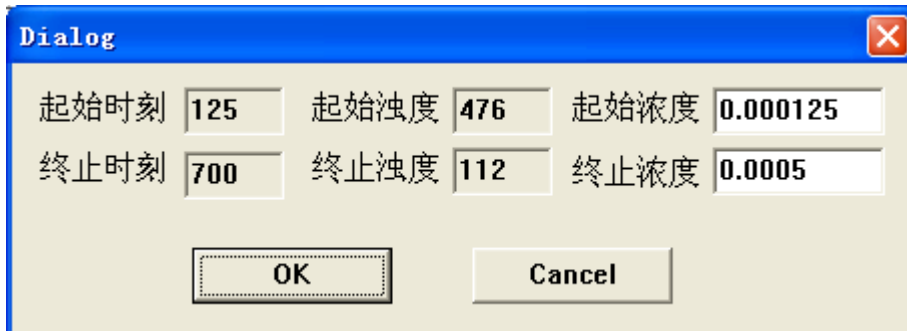 Dialog
起始时刻 125 起始浊度 476 起始浓度 0.000125
终止时刻 700 终止浊度 112 终止浓度 0.0005
OK Cancel